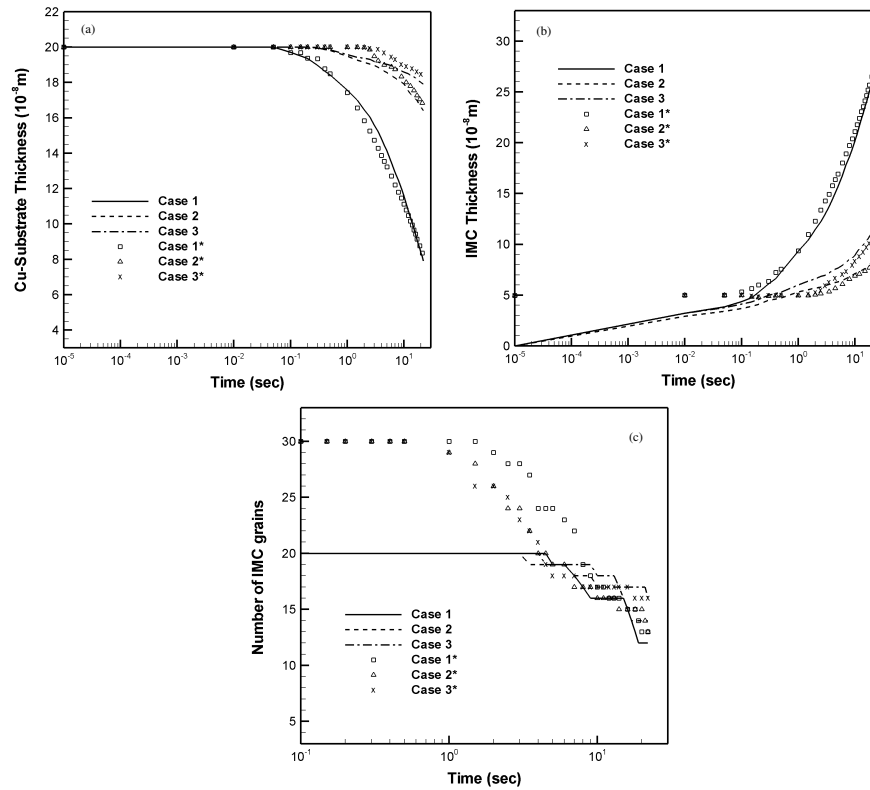 (a)
Cu-Substrate Thickness (10⁻⁸m)
20
18
16
14
12
10
8
6
4
Case 1
Case 2
Case 3
Case 1*
Case 2*
Case 3*
10⁻⁵
10⁻⁴
10⁻³
10⁻²
10⁻¹
10⁰
10¹
Time (sec)
(b)
IMC Thickness (10⁻⁸m)
30
25
20
15
10
5
0
Case 1
Case 2
Case 3
Case 1*
Case 2*
Case 3*
10⁻⁵
10⁻⁴
10⁻³
10⁻²
10⁻¹
10⁰
10¹
Time (sec)
(c)
Number of IMC grains
30
25
20
15
10
5
Case 1
Case 2
Case 3
Case 1*
Case 2*
Case 3*
10⁻¹
10⁰
10¹
Time (sec)